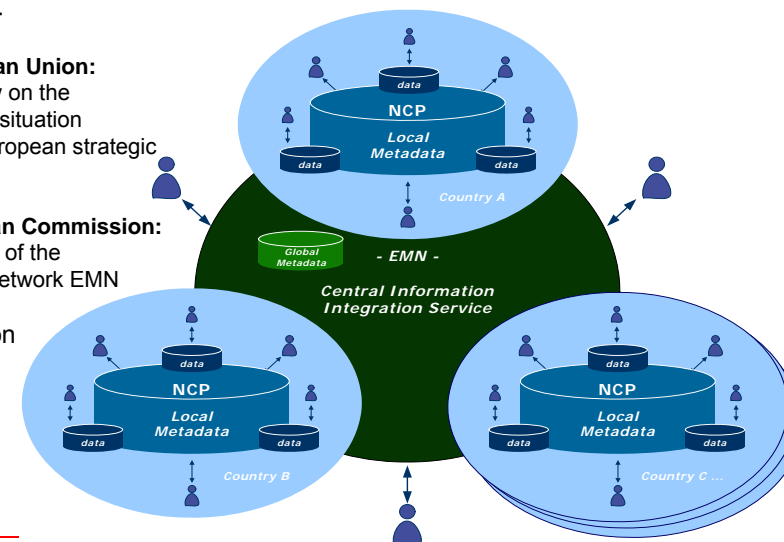 an Union:
on the
situation
ropean strategic
an Commission:
of the
etwork EMN
on
data
NCP
Local
Metadata
data
data
Country A
Global
Metadata
- EMN -
Central Information
Integration Service
data
NCP
Local
Metadata
data
data
Country B
data
NCP
Local
Metadata
data
data
Country C ...